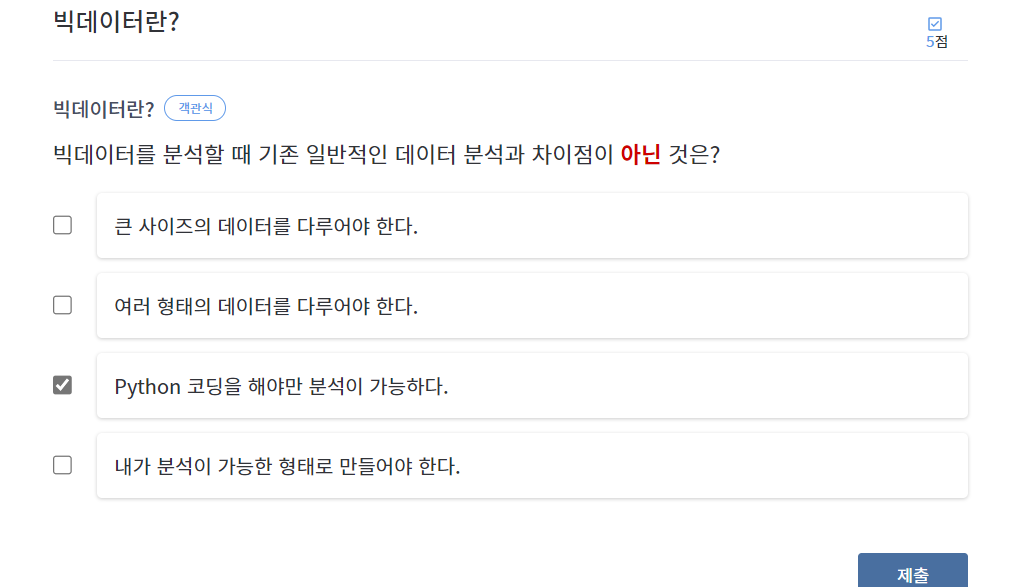 빅데이터란?
5점
빅데이터란? 객관식
빅데이터를 분석할 때 기존 일반적인 데이터 분석과 차이점이 아닌 것은?
큰 사이즈의 데이터를 다루어야 한다.
여러 형태의 데이터를 다루어야 한다.
Python 코딩을 해야만 분석이 가능하다.
내가 분석이 가능한 형태로 만들어야 한다.
제출